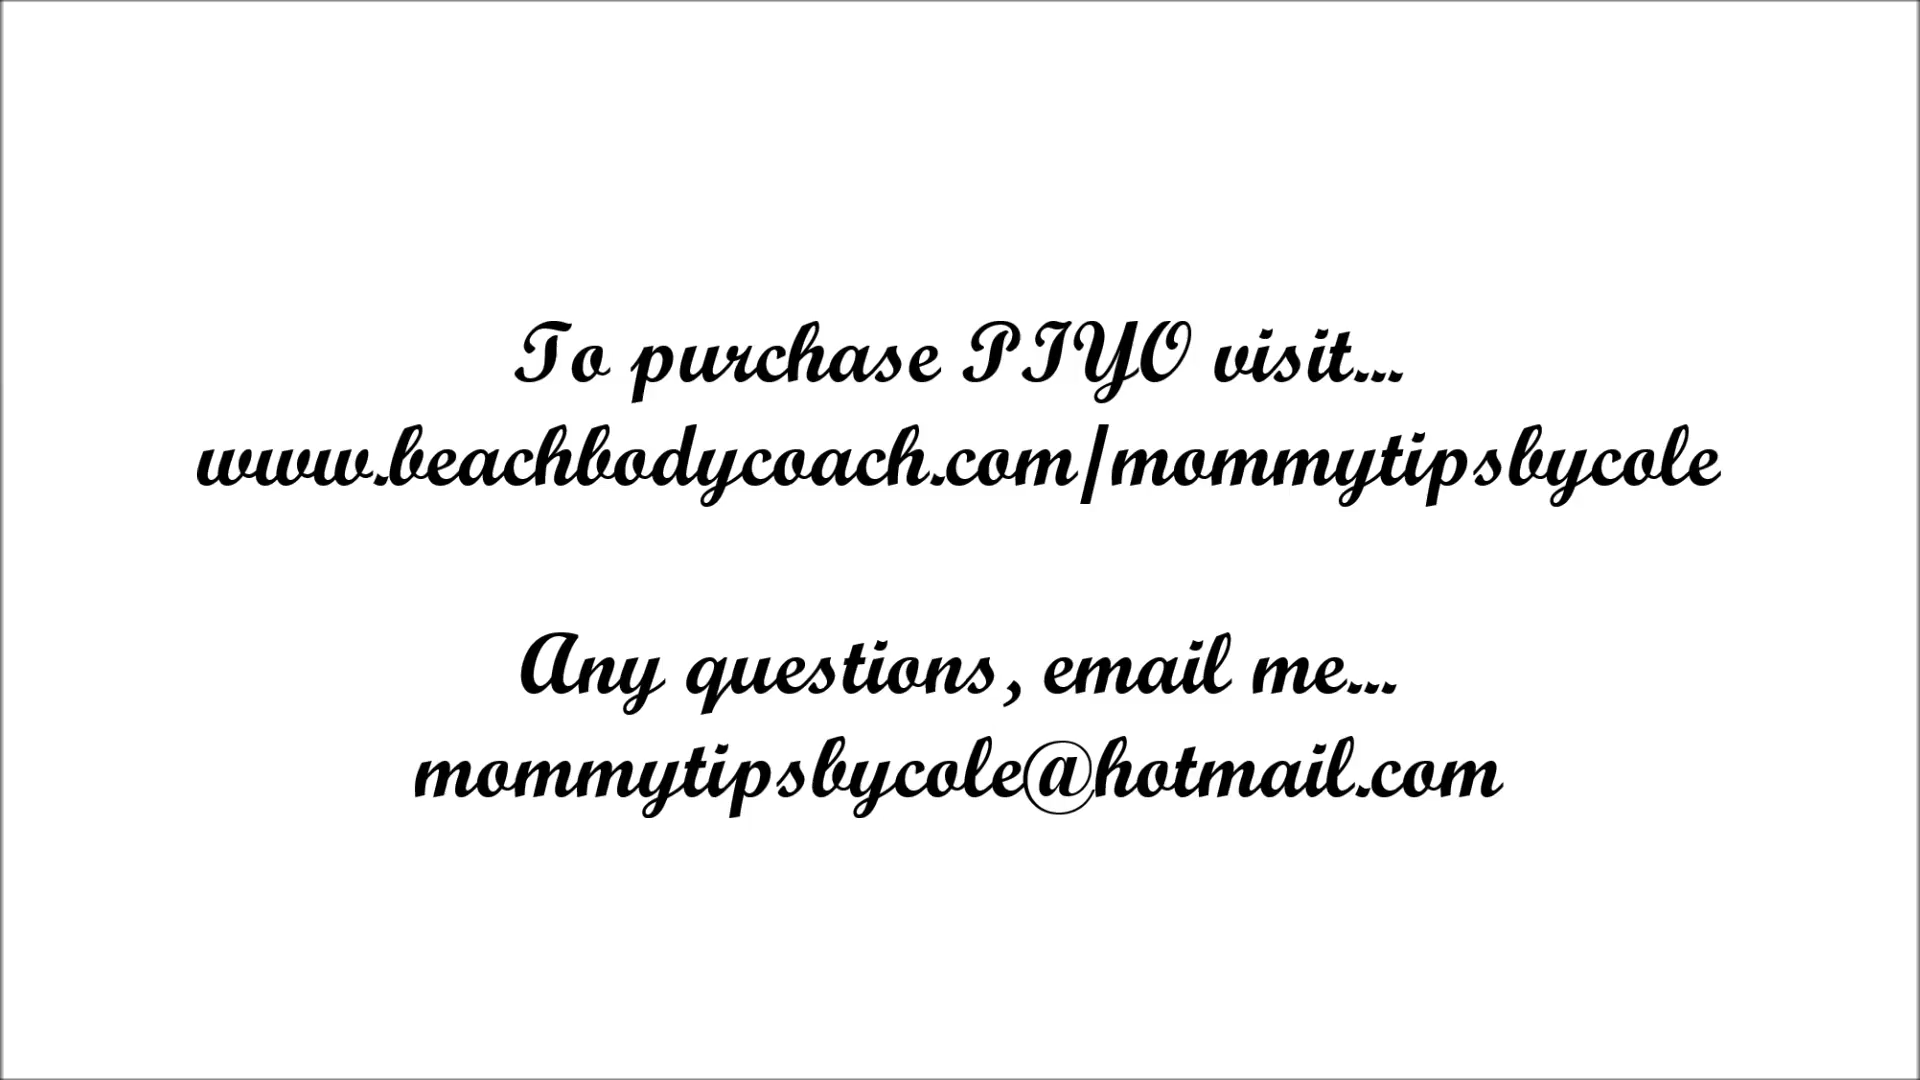 To purchase PIYO visit...
www.beachbodycoach.com/mommytipsbycole
Any questions, email me...
mommytipsbycole@hotmail.com